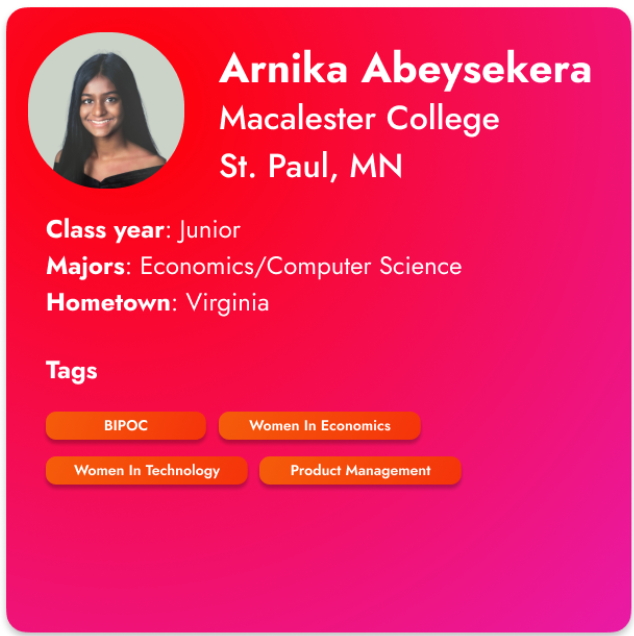 Arnika Abeysekera
Macalester College
St. Paul, MN
Class year: Junior
Majors: Economics/Computer Science
Hometown: Virginia
Tags
BIPOC
Women In Economics
Women In Technology
Product Management